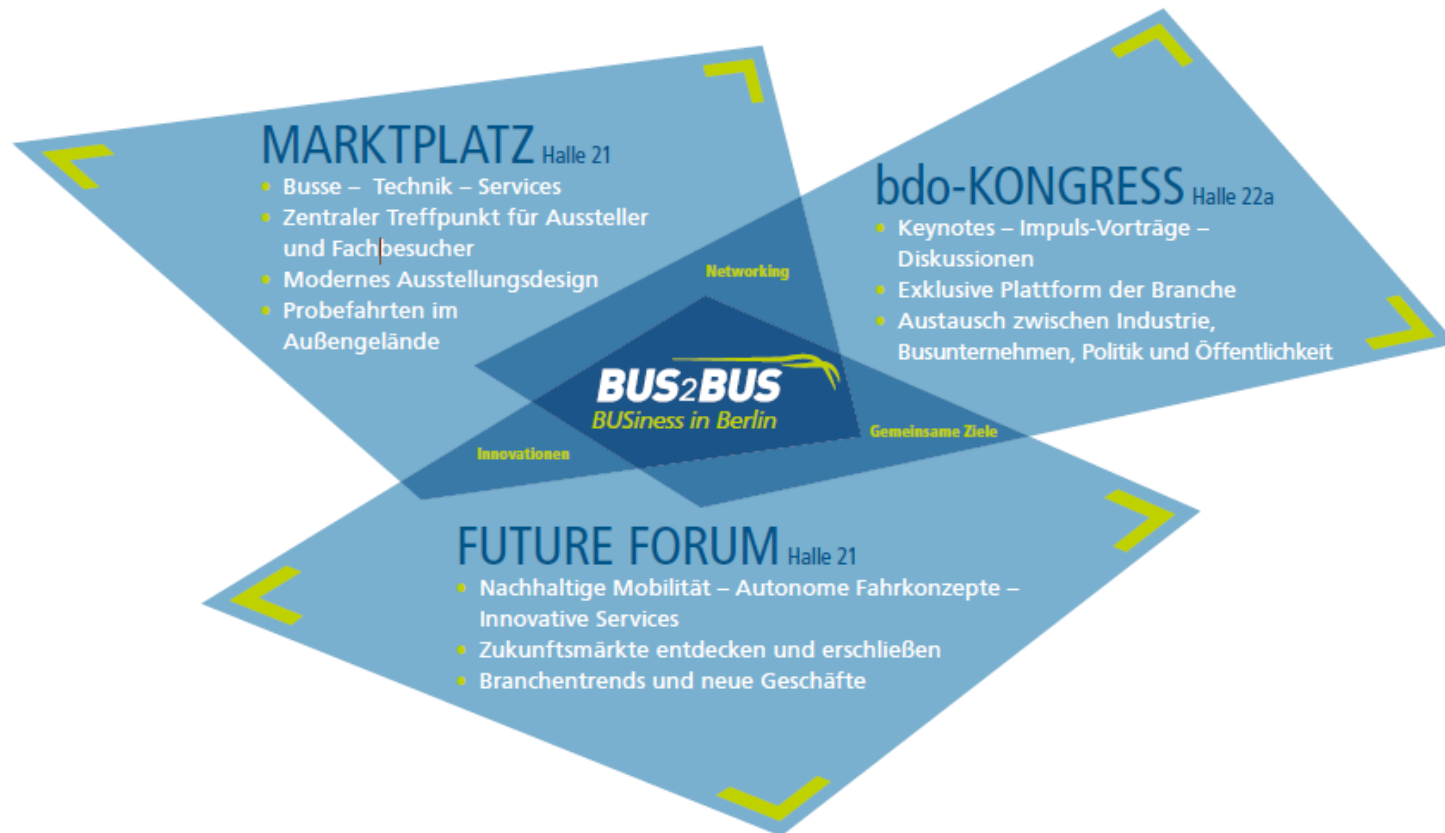 MARKTPLATZ Halle 21
• Busse – Technik – Services
• Zentraler Treffpunkt für Aussteller
und Fachbesucher
• Modernes Ausstellungsdesign
• Probefahrten im
Außengelände
bdo-KONGRESS Halle 22a
• Keynotes – Impuls-Vorträge –
Diskussionen
• Exklusive Plattform der Branche
• Austausch zwischen Industrie,
Busunternehmen, Politik und Öffentlichkeit
Networking
BUS2BUS
BUSiness in Berlin
Innovationen
Gemeinsame Ziele
FUTURE FORUM Halle 21
• Nachhaltige Mobilität – Autonome Fahrkonzepte –
Innovative Services
• Zukunftsmärkte entdecken und erschließen
• Branchentrends und neue Geschäfte